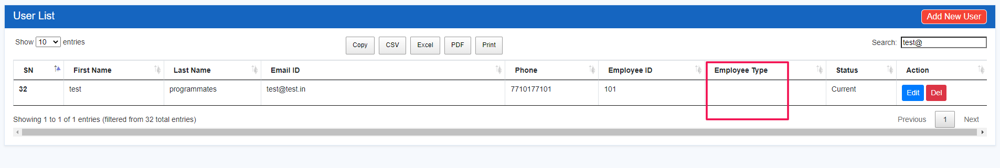 User List Add New User
Show 10 entries Copy CSV Excel PDF Print Search: test@
SN First Name Last Name Email ID Phone Employee ID Employee Type Status Action
32 test programmates test@test.in 7710177101 101 Current Edit Del
Showing 1 to 1 of 1 entries (filtered from 32 total entries) Previous 1 Next